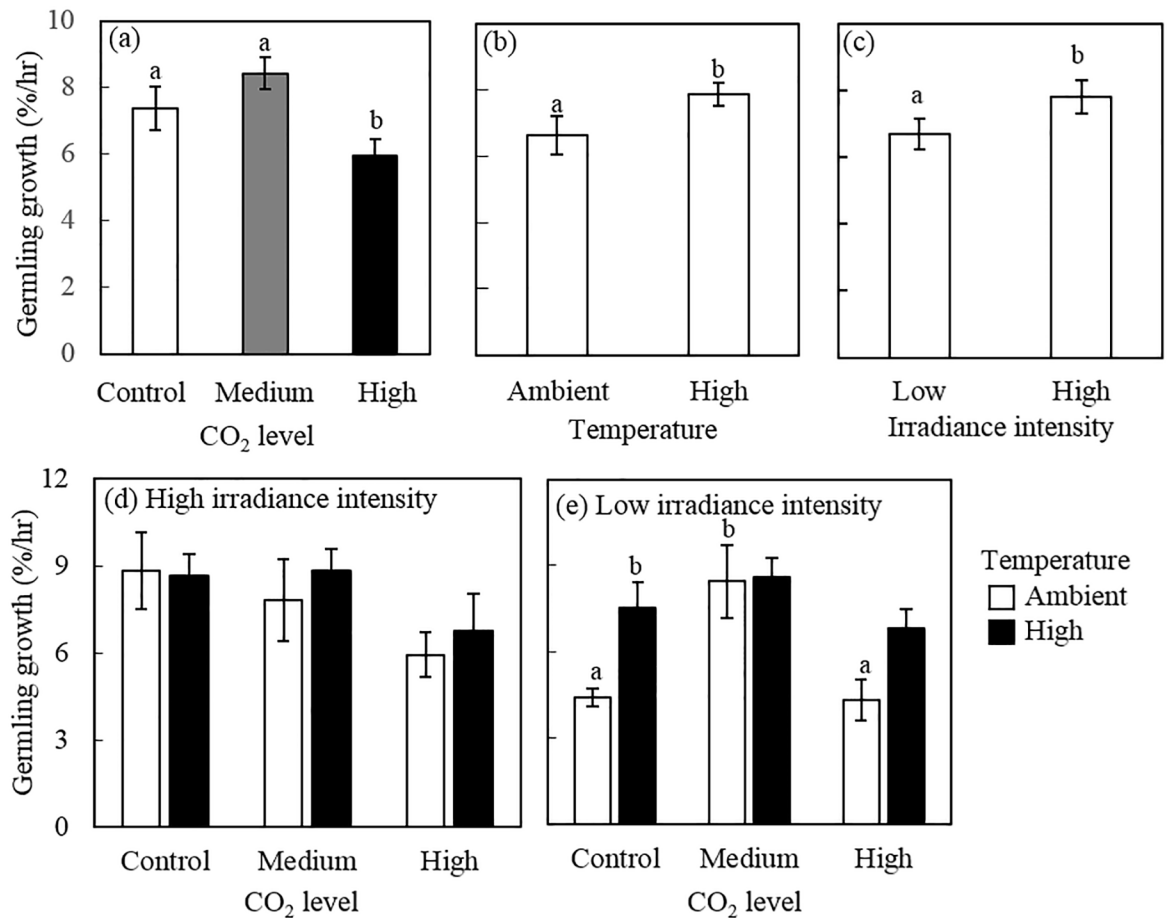 (a)
(b)
(c)
Germling growth (%/hr)
10
8
6
4
2
0
a
a
b
a
b
a
b
Control Medium High
CO₂ level
Ambient High
Temperature
Low High
Irradiance intensity
(d) High irradiance intensity
Germling growth (%/hr)
12
9
6
3
0
Control Medium High
CO₂ level
(e) Low irradiance intensity
a
b
b
a
Control Medium High
CO₂ level
Temperature
Ambient
High